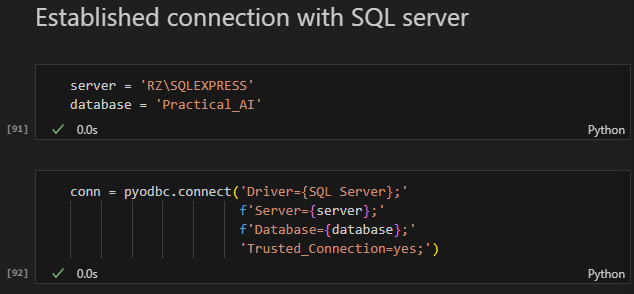 Established connection with SQL server
server = 'RZ\SQLEXPRESS'
database = 'Practical_AI'
[91]
0.0s
Python
conn = pyodbc.connect('Driver={SQL Server};'
f'Server={server};'
f'Database={database};'
'Trusted_Connection=yes;')
[92]
0.0s
Python